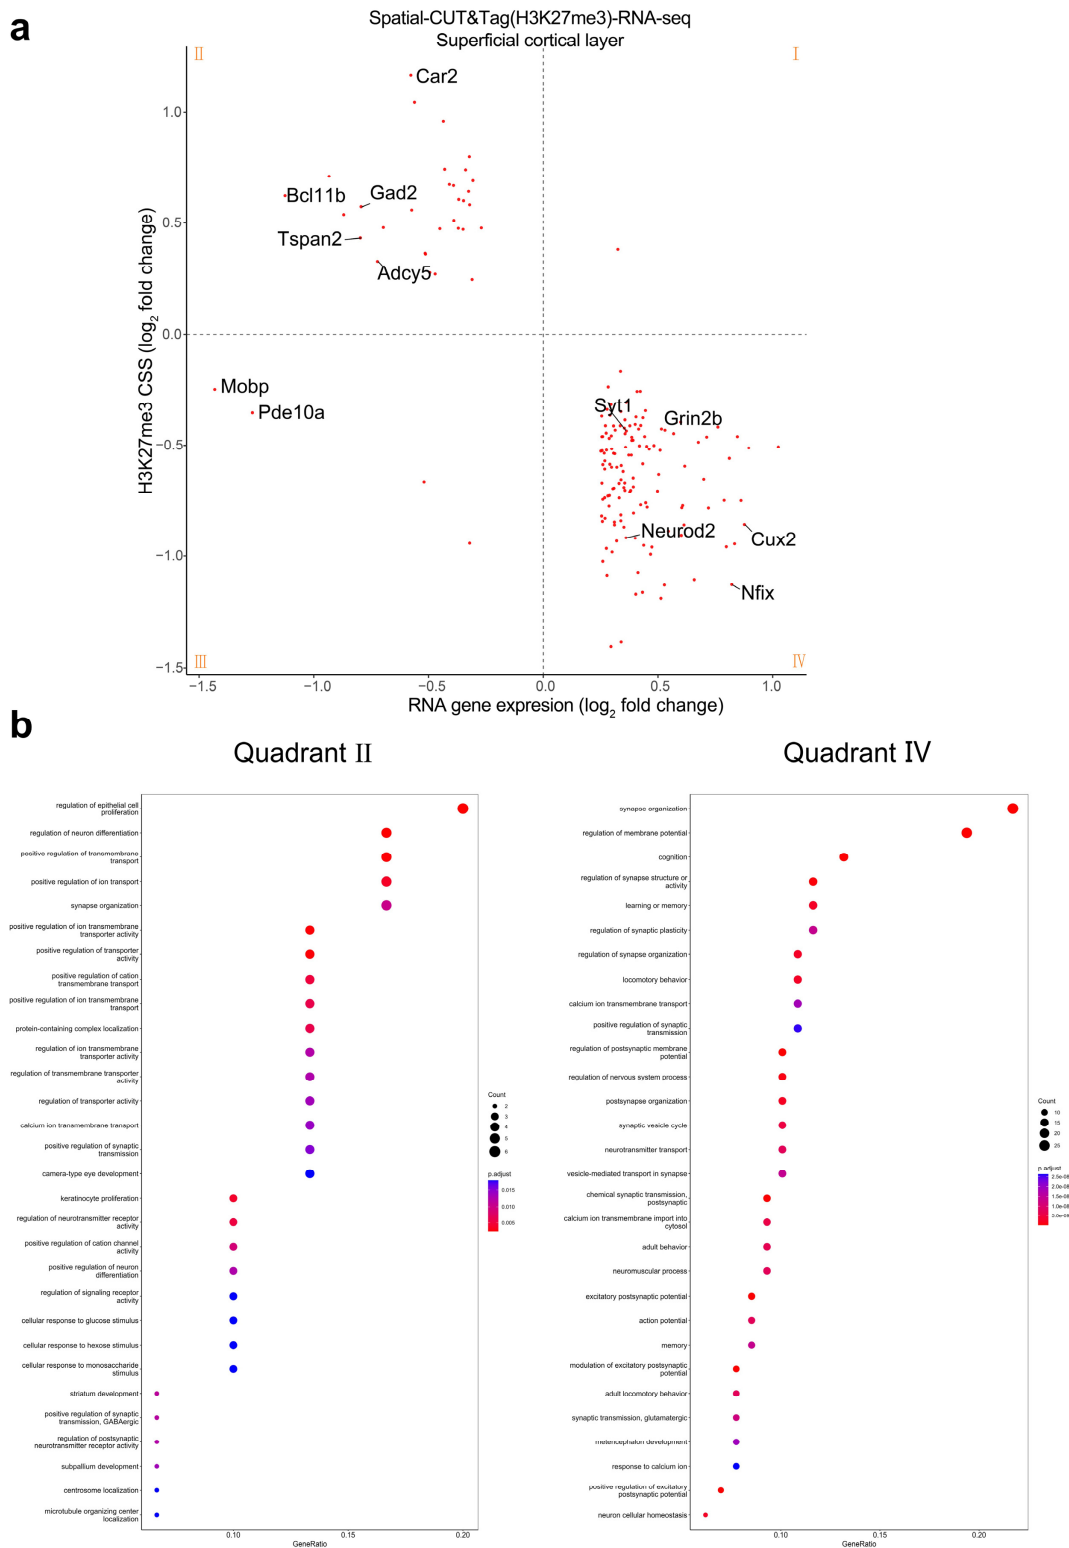 a
Spatial-CUT&Tag(H3K27me3)-RNA-seq
Superficial cortical layer
II
I
Car2
1.0
Bcl11b
Gad2
0.5
Tspan2
Adcy5
H3K27me3 CSS (log2 fold change)
0.0
Mobp
Pde10a
Syt1
Grin2b
−0.5
Neurod2
Cux2
−1.0
Nfix
III
IV
−1.5
−1.5
−1.0
−0.5
0.0
0.5
1.0
RNA gene expresion (log2 fold change)
b
Quadrant II
regulation of epithelial cell
proliferation
regulation of neuron differentiation
positive regulation of transmembrane
transport
positive regulation of ion transport
synapse organization
positive regulation of ion transmembrane
transporter activity
positive regulation of transporter
activity
positive regulation of cation
transmembrane transport
positive regulation of ion transmembrane
transport
protein-containing complex localization
regulation of ion transmembrane
transporter activity
regulation of transmembrane transporter
activity
regulation of transporter activity
calcium ion transmembrane transport
positive regulation of synaptic
transmission
camera-type eye development
keratinocyte proliferation
regulation of neurotransmitter receptor
activity
positive regulation of cation channel
activity
positive regulation of neuron
differentiation
regulation of signaling receptor
activity
cellular response to glucose stimulus
cellular response to hexose stimulus
cellular response to monosaccharide
stimulus
striatum development
positive regulation of synaptic
transmission, GABAergic
regulation of postsynaptic
neurotransmitter receptor activity
subpallium development
centrosome localization
microtubule organizing center
localization
0.10
0.15
0.20
GeneRatio
Count
2
3
4
5
6
p.adjust
0.015
0.010
0.005
Quadrant IV
synapse organization
regulation of membrane potential
cognition
regulation of synapse structure or
activity
learning or memory
regulation of synaptic plasticity
regulation of synapse organization
locomotory behavior
calcium ion transmembrane transport
positive regulation of synaptic
transmission
regulation of postsynaptic membrane
potential
regulation of nervous system process
postsynapse organization
synaptic vesicle cycle
neurotransmitter transport
vesicle-mediated transport in synapse
chemical synaptic transmission,
postsynaptic
calcium ion transmembrane import into
cytosol
adult behavior
neuromuscular process
excitatory postsynaptic potential
action potential
memory
modulation of excitatory postsynaptic
potential
adult locomotory behavior
synaptic transmission, glutamatergic
metencephalon development
response to calcium ion
positive regulation of excitatory
postsynaptic potential
neuron cellular homeostasis
0.10
0.15
0.20
GeneRatio
Count
10
15
20
25
p.adjust
2.5e-08
2.0e-08
1.5e-08
1.0e-08